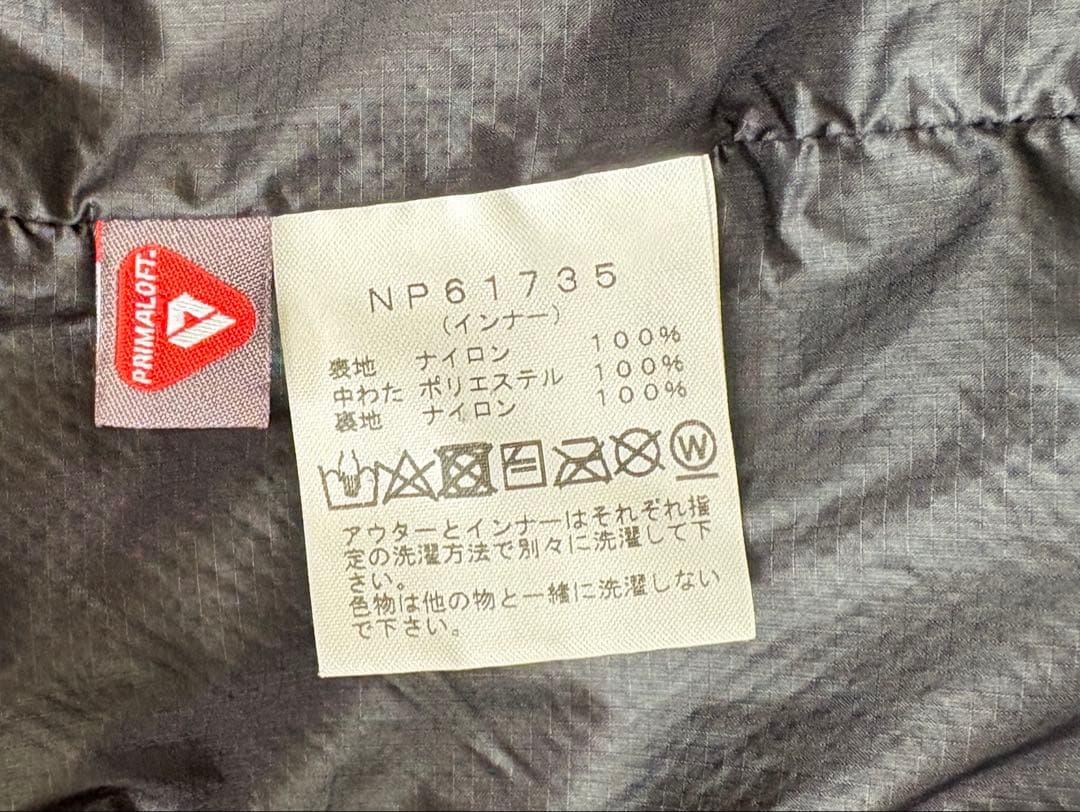 PRIMALOFT.
NP61735
(インナー)
表地 ナイロン 100%
中わた ポリエステル 100%
裏地 ナイロン 100%
W
アウターとインナーはそれぞれ指
定の洗濯方法で別々に洗濯して下
さい。
色物は他の物と一緒に洗濯しない
で下さい。